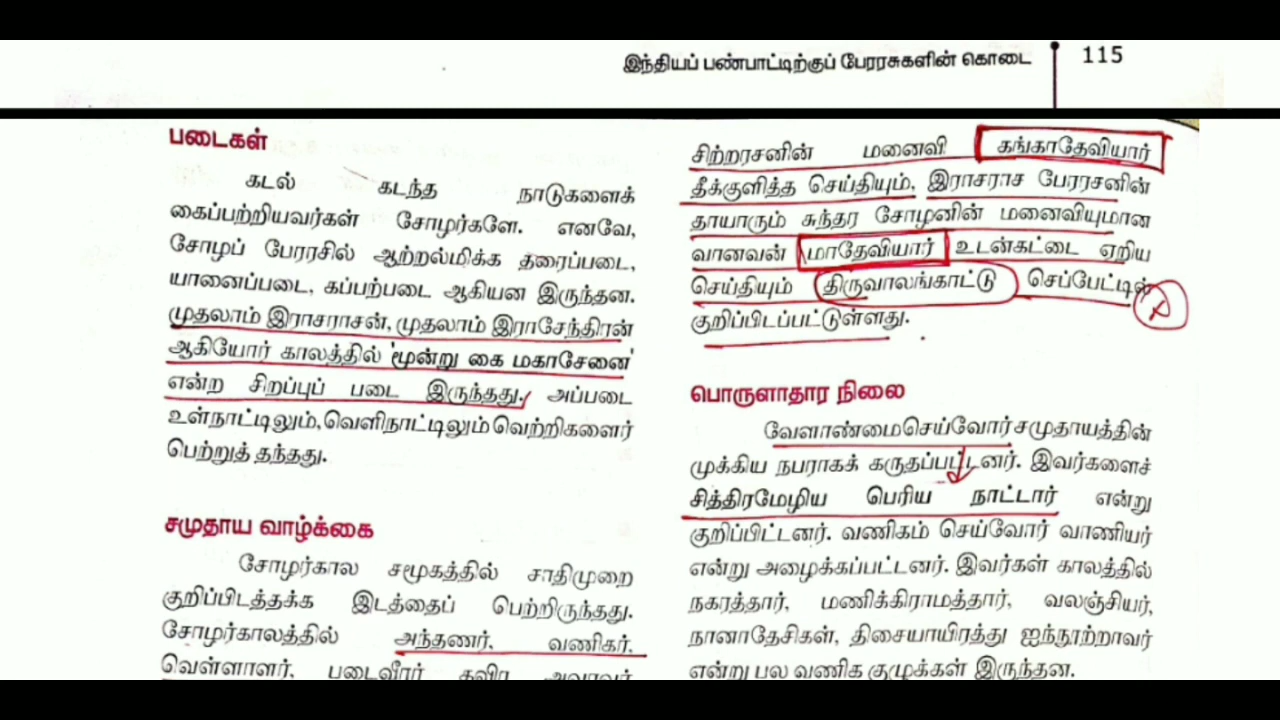 இந்தியப் பண்பாட்டிற்குப் பேரரசுகளின் கொடை 115
படைகள்
கடல் கடந்த நாடுகளைக்
கைப்பற்றியவர்கள் சோழர்களே. எனவே,
சோழப் பேரரசில் ஆற்றல்மிக்க தரைப்படை,
யானைப்படை, கப்பற்படை ஆகியன இருந்தன.
முதலாம் இராசராசன், முதலாம் இராசேந்திரன்
ஆகியோர் காலத்தில் 'மூன்று கை மகாசேனை'
என்ற சிறப்புப் படை இருந்தது. அப்படை
உள்நாட்டிலும், வெளிநாட்டிலும் வெற்றிகளைப்
பெற்றுத் தந்தது.
சமுதாய வாழ்க்கை
சோழர்கால சமூகத்தில் சாதிமுறை
குறிப்பிடத்தக்க இடத்தைப் பெற்றிருந்தது.
சோழர்காலத்தில் அந்தணர், வணிகர்,
வெள்ளாளர், படைவீரர் தவிர
சிற்றரசனின் மனைவி கங்காதேவியார்
தீக்குளித்த செய்தியும், இராசராச பேரரசனின்
தாயாரும் சுந்தர சோழனின் மனைவியுமான
வானவன் மாதேவியார் உடன்கட்டை ஏறிய
செய்தியும் திருவாலங்காட்டு செப்பேட்டில்
குறிப்பிடப்பட்டுள்ளது.
பொருளாதார நிலை
வேளாண்மைசெய்வோர் சமுதாயத்தின்
முக்கிய நபராகக் கருதப்பட்டனர். இவர்களைச்
சித்திரமேழிய பெரிய நாட்டார் என்று
குறிப்பிட்டனர். வணிகம் செய்வோர் வாணியர்
என்று அழைக்கப்பட்டனர். இவர்கள் காலத்தில்
நகரத்தார், மணிக்கிராமத்தார், வலஞ்சியர்,
நானாதேசிகள், திசையாயிரத்து ஐந்நூற்றாவர்
என்று பல வணிக குழுக்கள் இருந்தன.